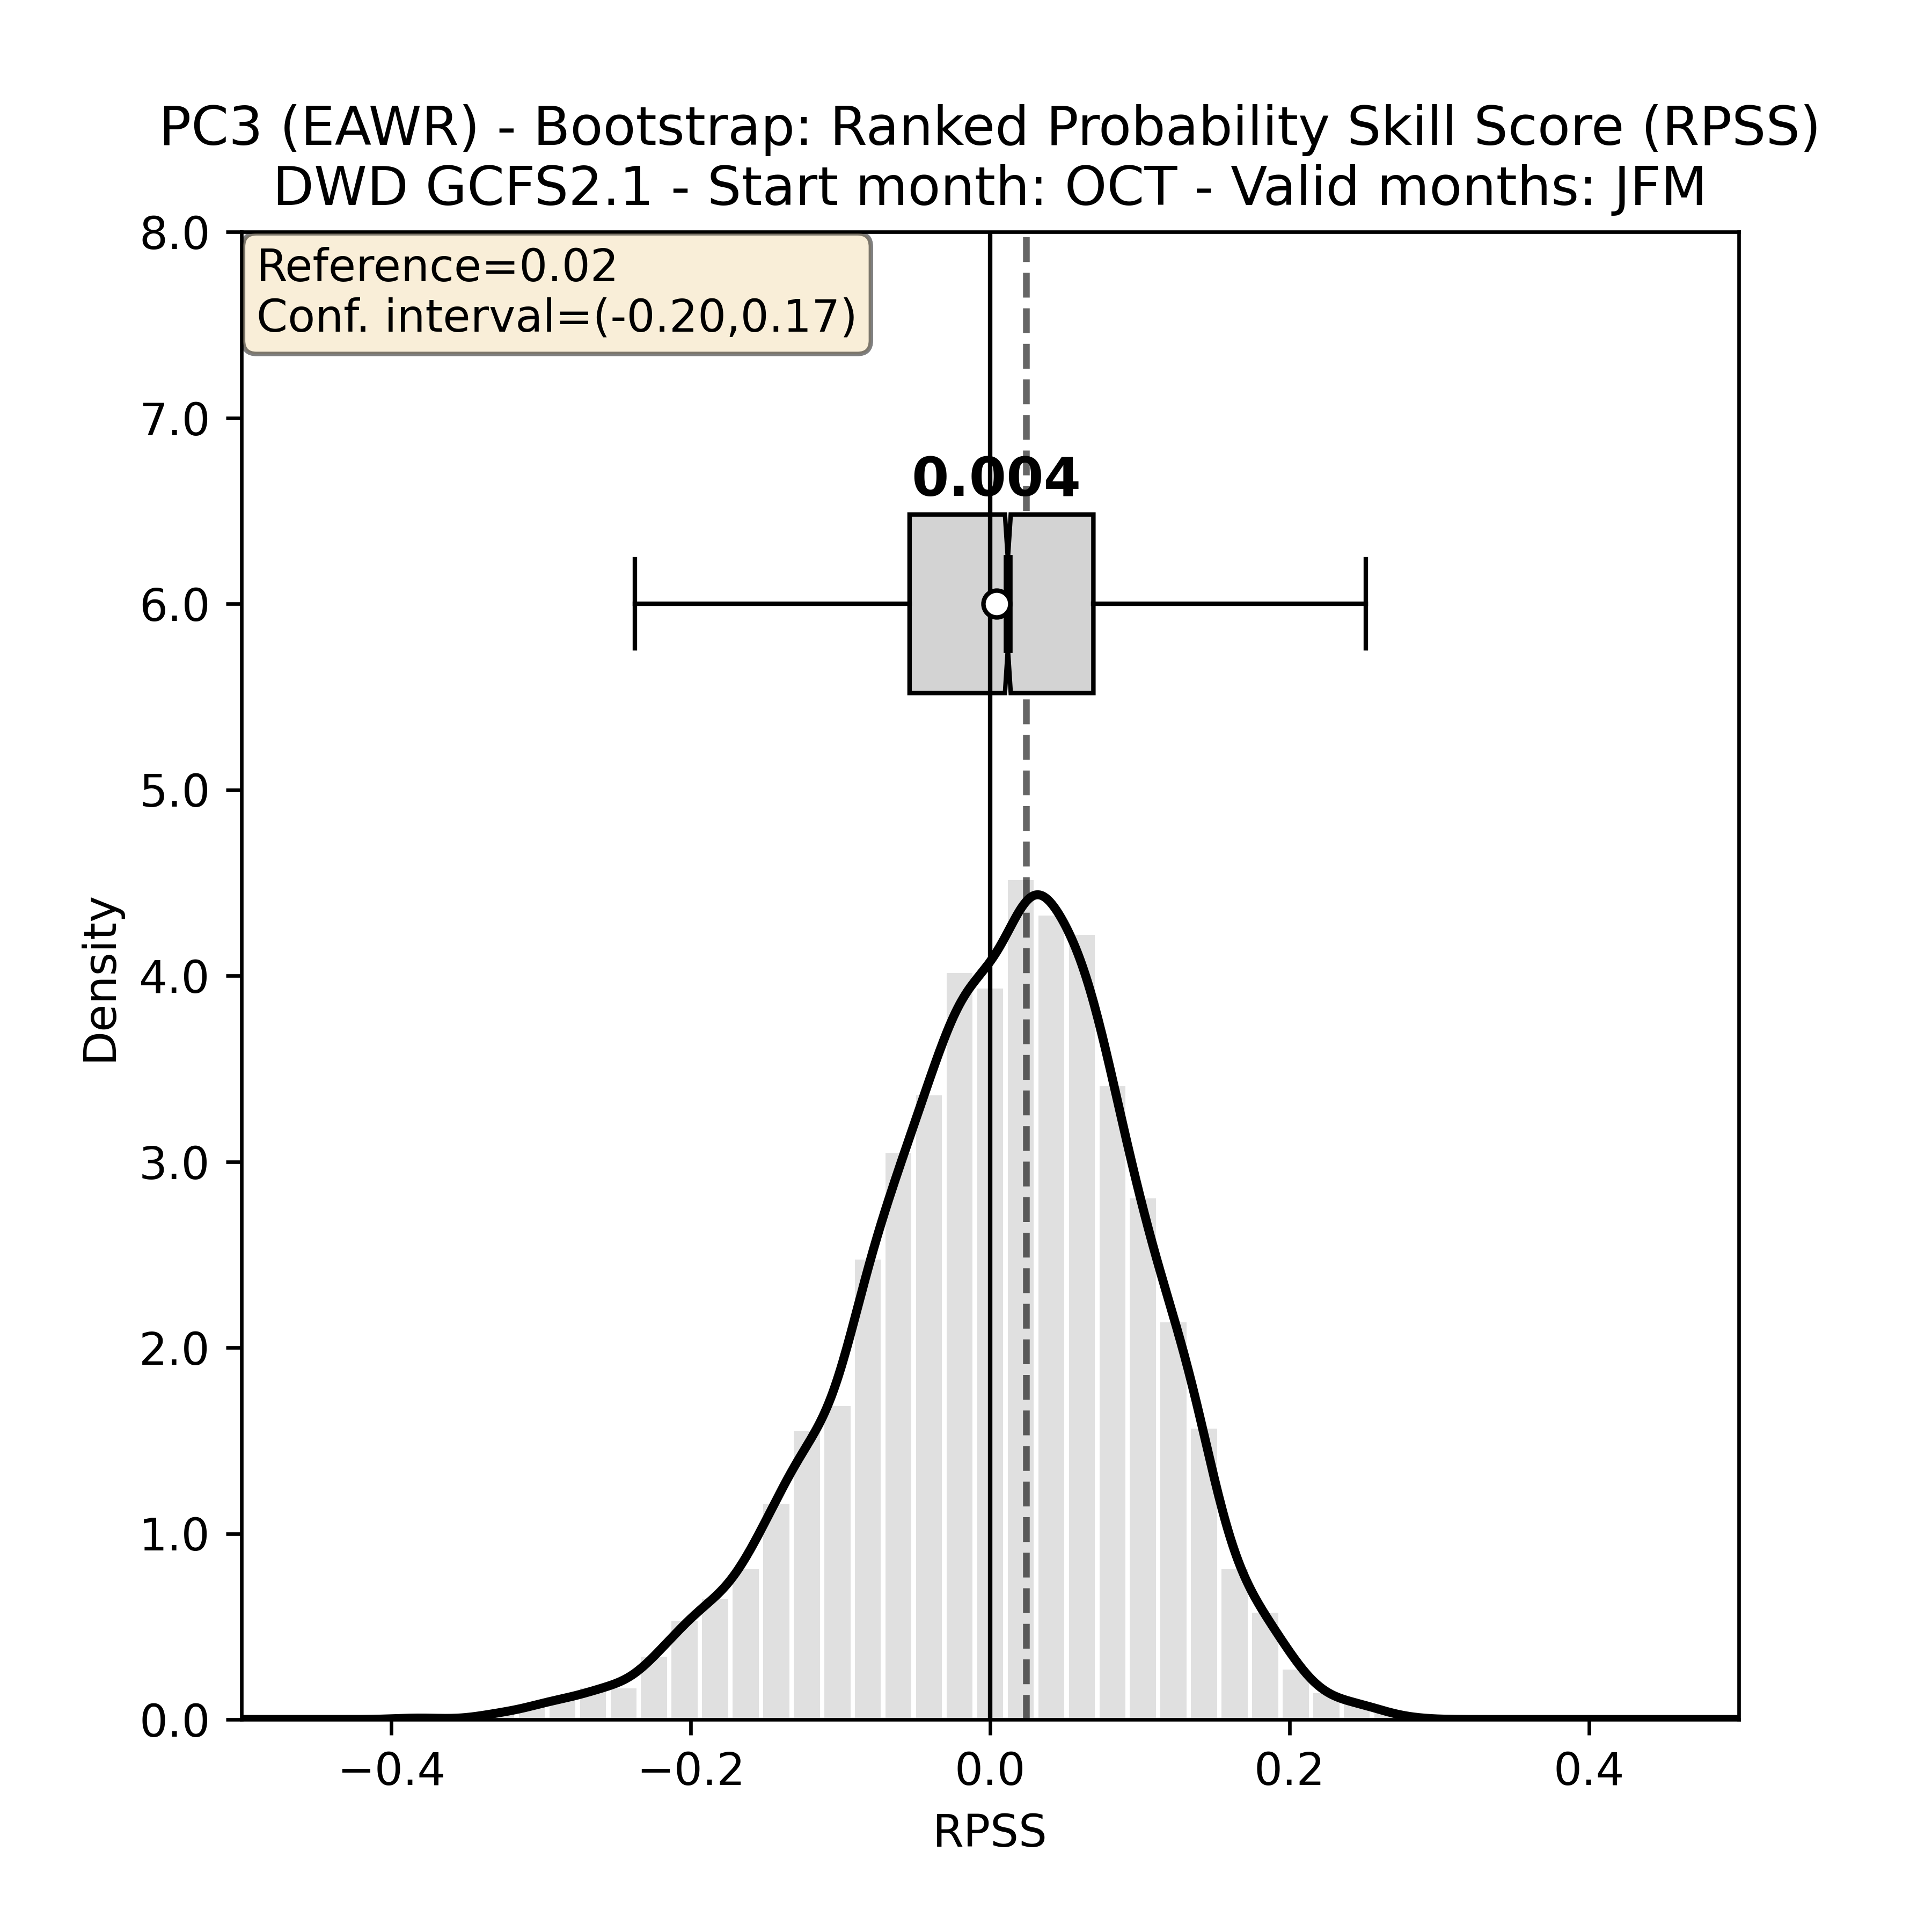 PC3 (EAWR) - Bootstrap: Ranked Probability Skill Score (RPSS)
DWD GCFS2.1 - Start month: OCT - Valid months: JFM
Reference=0.02
Conf. interval=(-0.20,0.17)
0.004
8.0
7.0
6.0
5.0
4.0
3.0
2.0
1.0
0.0
Density
−0.4
−0.2
0.0
0.2
0.4
RPSS